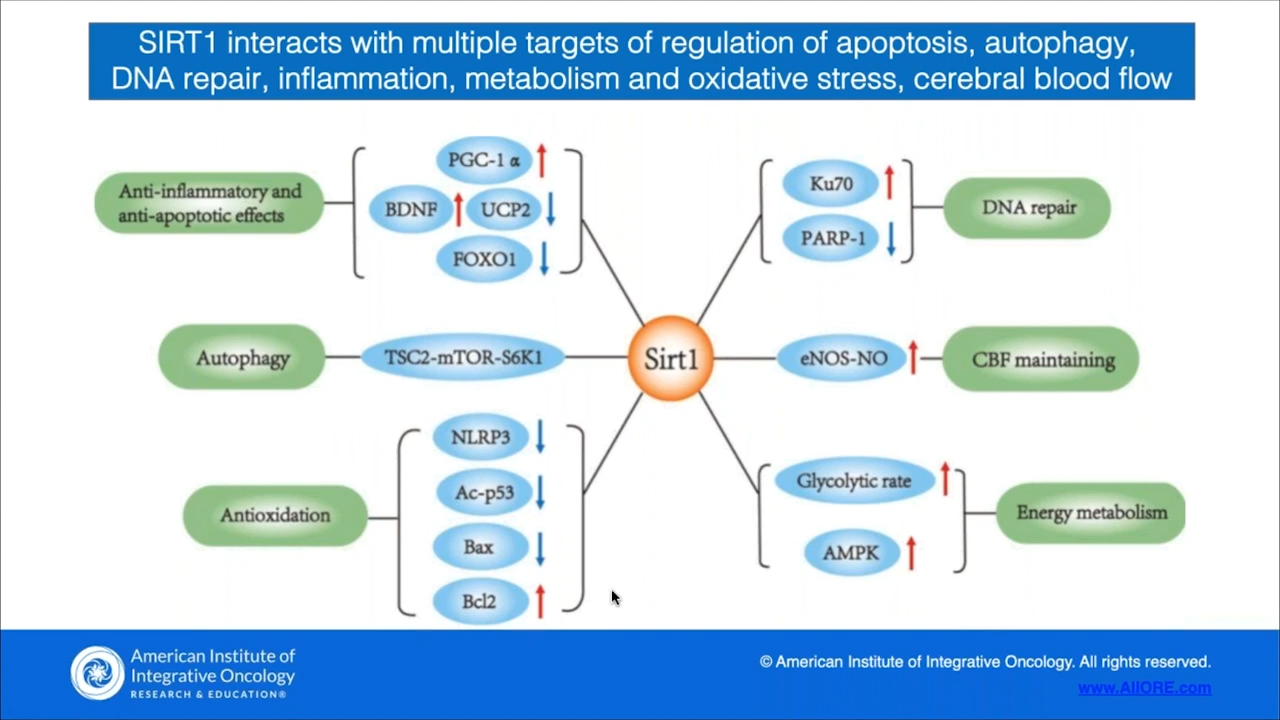 SIRT1 interacts with multiple targets of regulation of apoptosis, autophagy,
DNA repair, inflammation, metabolism and oxidative stress, cerebral blood flow
Anti-inflammatory and
anti-apoptotic effects
PGC-1 α
BDNF
UCP2
FOXO1
Ku70
PARP-1
DNA repair
Autophagy
TSC2-mTOR-S6K1
Sirt1
eNOS-NO
CBF maintaining
Antioxidation
NLRP3
Ac-p53
Bax
Bcl2
Glycolytic rate
AMPK
Energy metabolism
American Institute of
Integrative Oncology
RESEARCH & EDUCATION®
© American Institute of Integrative Oncology. All rights reserved.
www.AIIORE.com